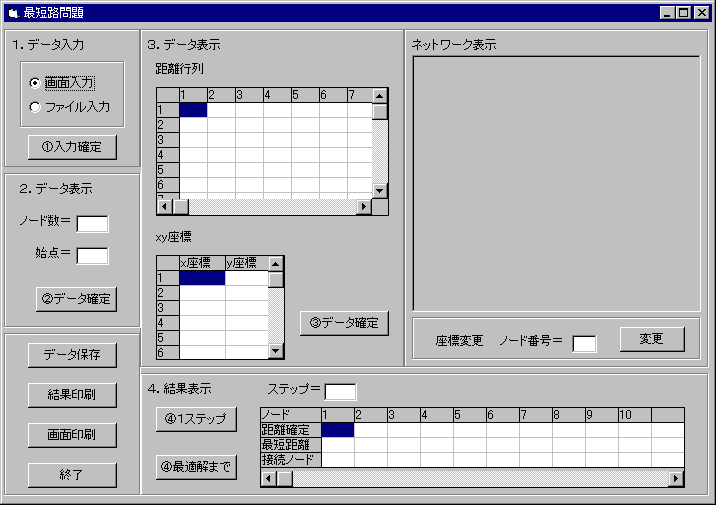 最短路問題
1. データ入力
画面入力
ファイル入力
①入力確定
2. データ表示
ノード数＝
始点＝
②データ確定
データ保存
結果印刷
画面印刷
終了
3. データ表示
距離行列
1 2 3 4 5 6 7
1
2
3
4
5
6
xy座標
x座標 y座標
1
2
3
4
5
6
③データ確定
ネットワーク表示
座標変更 ノード番号＝
変更
4. 結果表示 ステップ＝
④1ステップ
④最適解まで
ノード 1 2 3 4 5 6 7 8 9 10
距離確定
最短距離
接続ノード